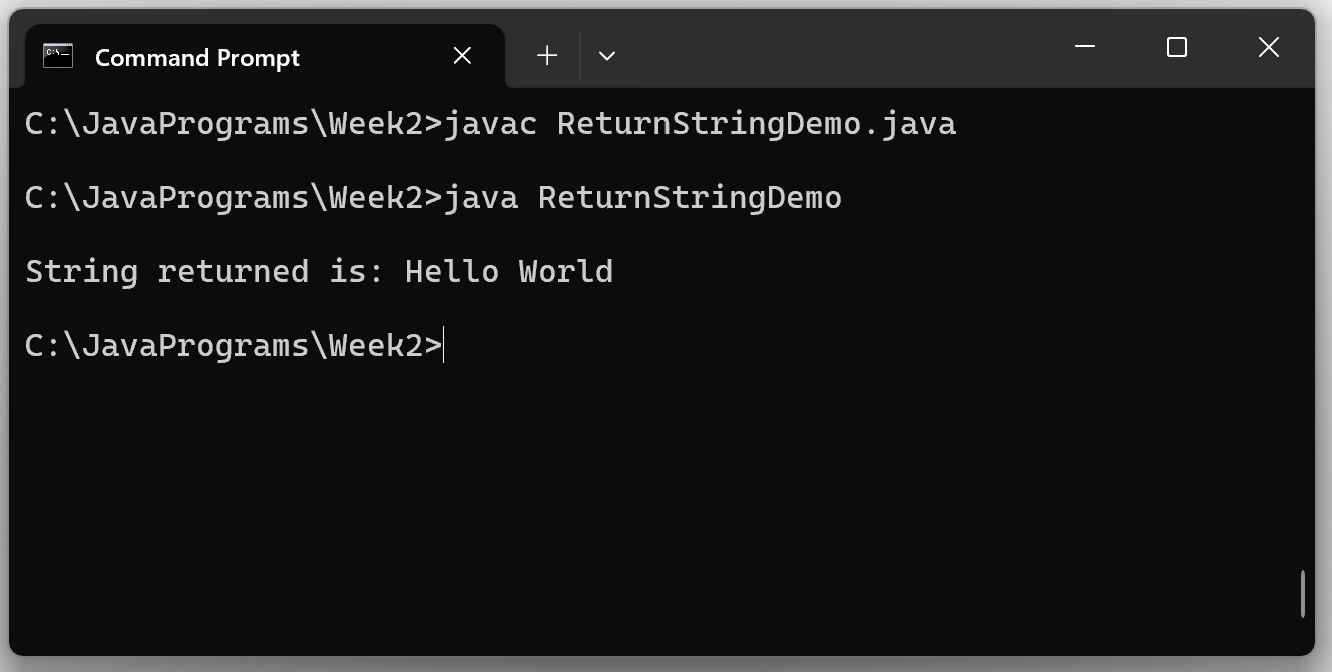 Command Prompt
C:\JavaPrograms\Week2>javac ReturnStringDemo.java
C:\JavaPrograms\Week2>java ReturnStringDemo
String returned is: Hello World
C:\JavaPrograms\Week2>